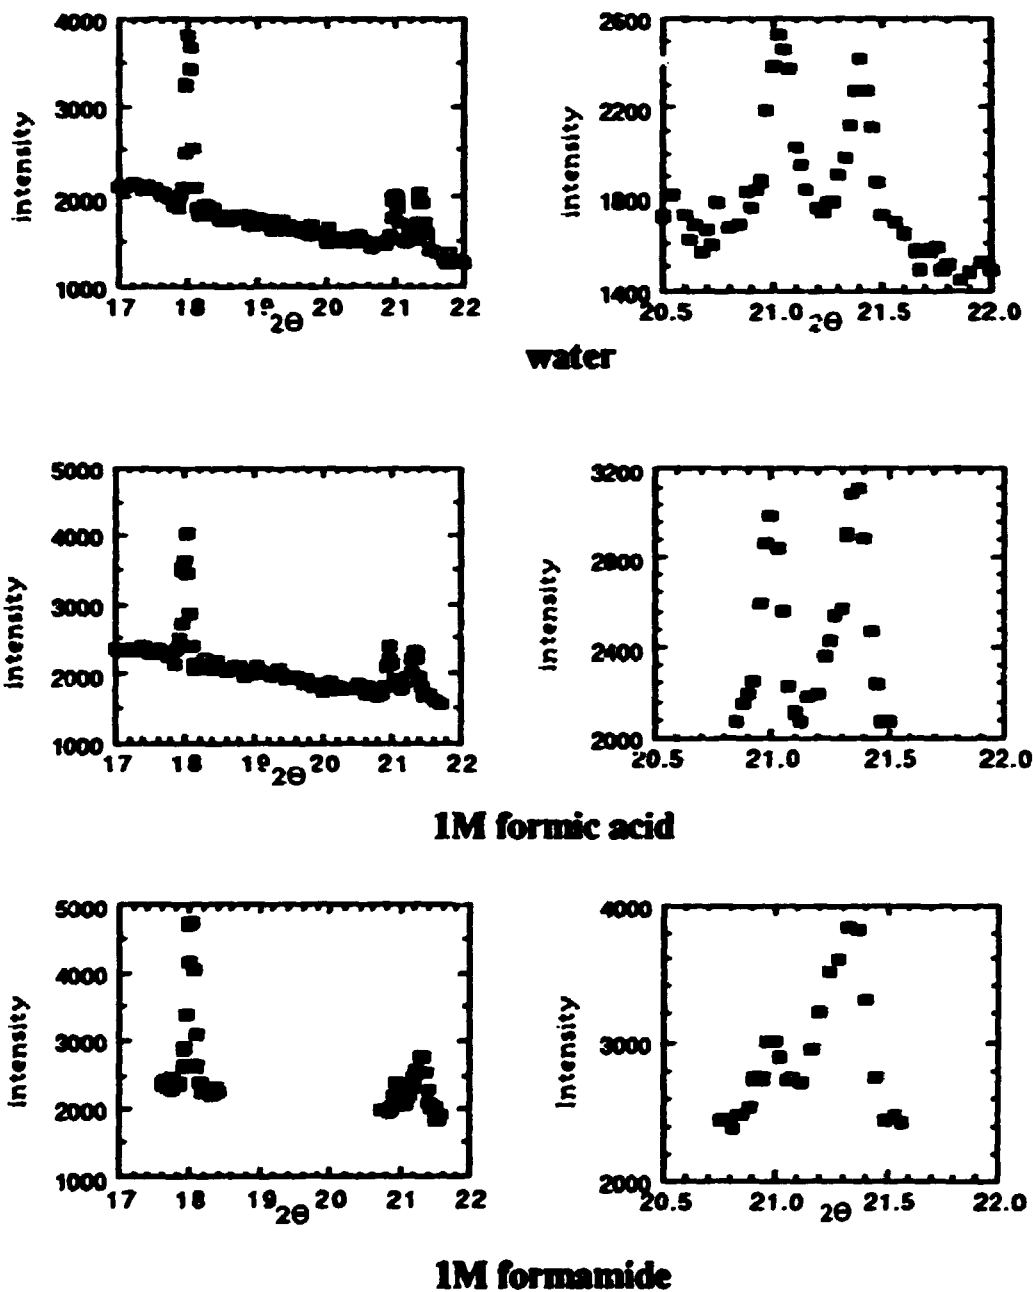 4000
3000
2000
1000
intensity
17 18 19 20 21 22
2θ
2600
2200
1800
1400
intensity
20.5 21.0 21.5 22.0
2θ
water
5000
4000
3000
2000
1000
intensity
17 18 19 20 21 22
2θ
3200
2800
2400
2000
intensity
20.5 21.0 21.5 22.0
2θ
1M formic acid
5000
4000
3000
2000
1000
intensity
17 18 19 20 21 22
2θ
4000
3000
2000
Intensity
20.5 21.0 21.5 22.0
2θ
1M formamide